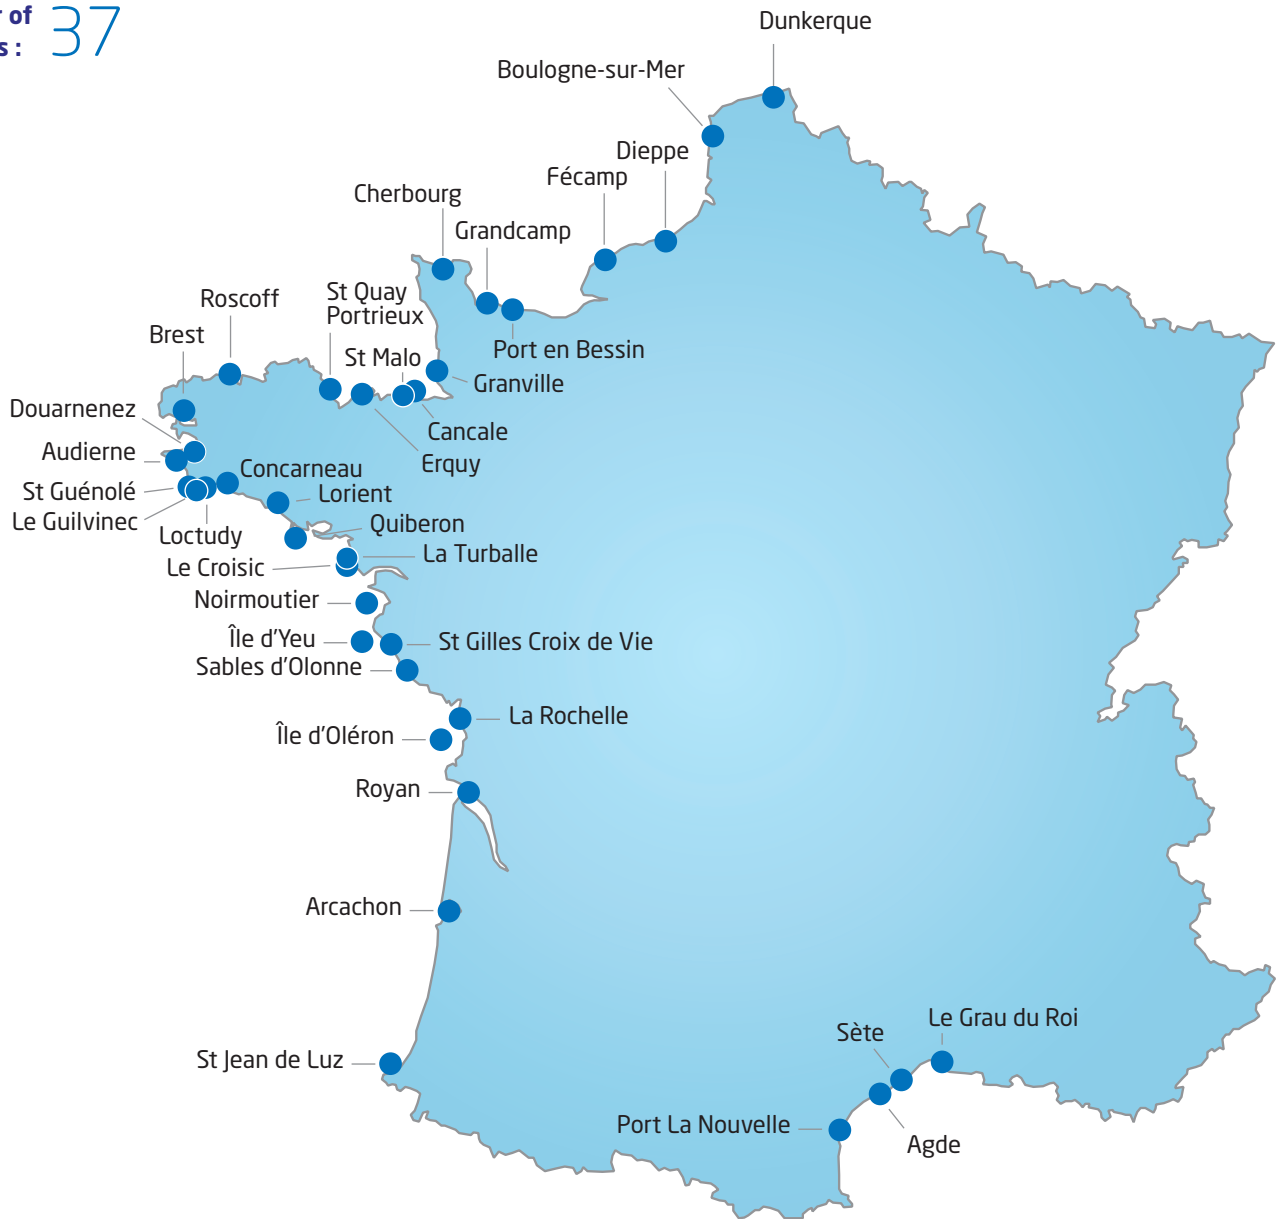 r of
s : 37
Dunkerque
Boulogne-sur-Mer
Dieppe
Fécamp
Cherbourg
Grandcamp
St Quay
Portrieux
Roscoff
Brest
St Malo
Port en Bessin
Granville
Douarnenez
Cancale
Audierne
Erquy
Concarneau
St Guénolé
Lorient
Le Guilvinec
Loctudy
Quiberon
La Turballe
Le Croisic
Noirmoutier
Île d'Yeu
St Gilles Croix de Vie
Sables d'Olonne
La Rochelle
Île d'Oléron
Royan
Arcachon
Le Grau du Roi
Sète
St Jean de Luz
Port La Nouvelle
Agde